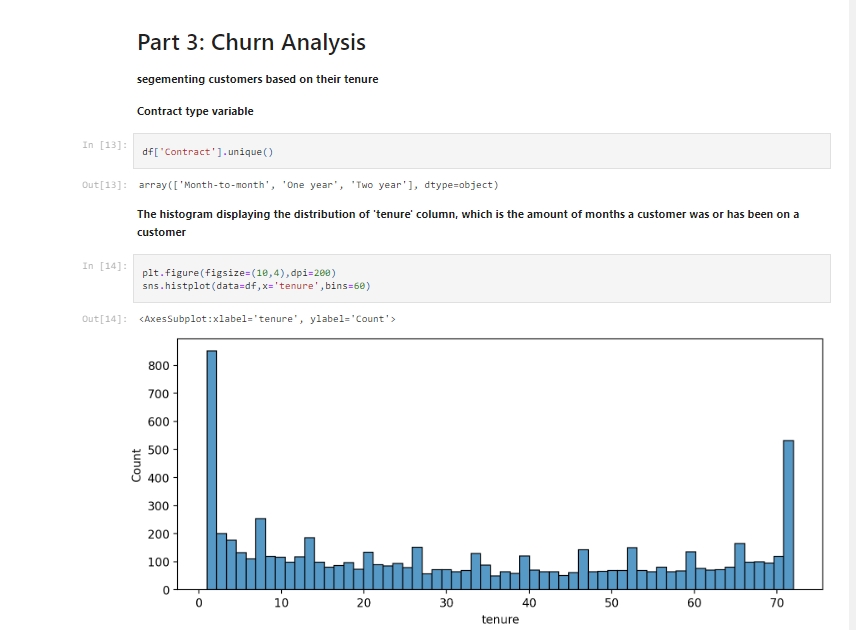 Part 3: Churn Analysis
segementing customers based on their tenure
Contract type variable
In [13]:
df['Contract'].unique()
Out[13]:
array(['Month-to-month', 'One year', 'Two year'], dtype=object)
The histogram displaying the distribution of 'tenure' column, which is the amount of months a customer was or has been on a
customer
In [14]:
plt.figure(figsize=(10,4),dpi=200)
sns.histplot(data=df,x='tenure',bins=60)
Out[14]:
<AxesSubplot:xlabel='tenure', ylabel='Count'>
800
700
600
500
400
300
200
100
0
Count
0 10 20 30 40 50 60 70
tenure